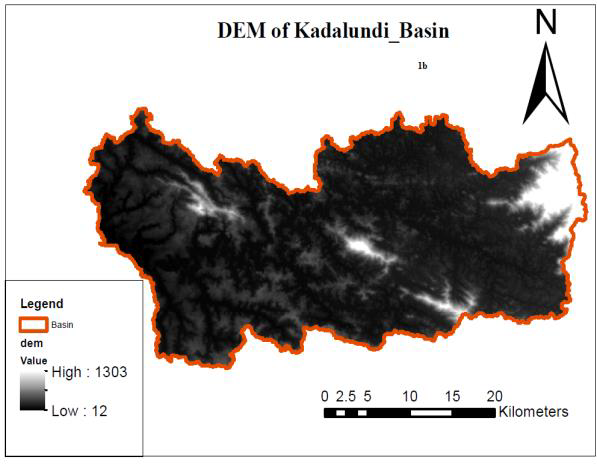 DEM of Kadalundi_Basin
1b
N
Legend
Basin
dem
Value
High : 1303
Low : 12
0 2.5 5 10 15 20
Kilometers